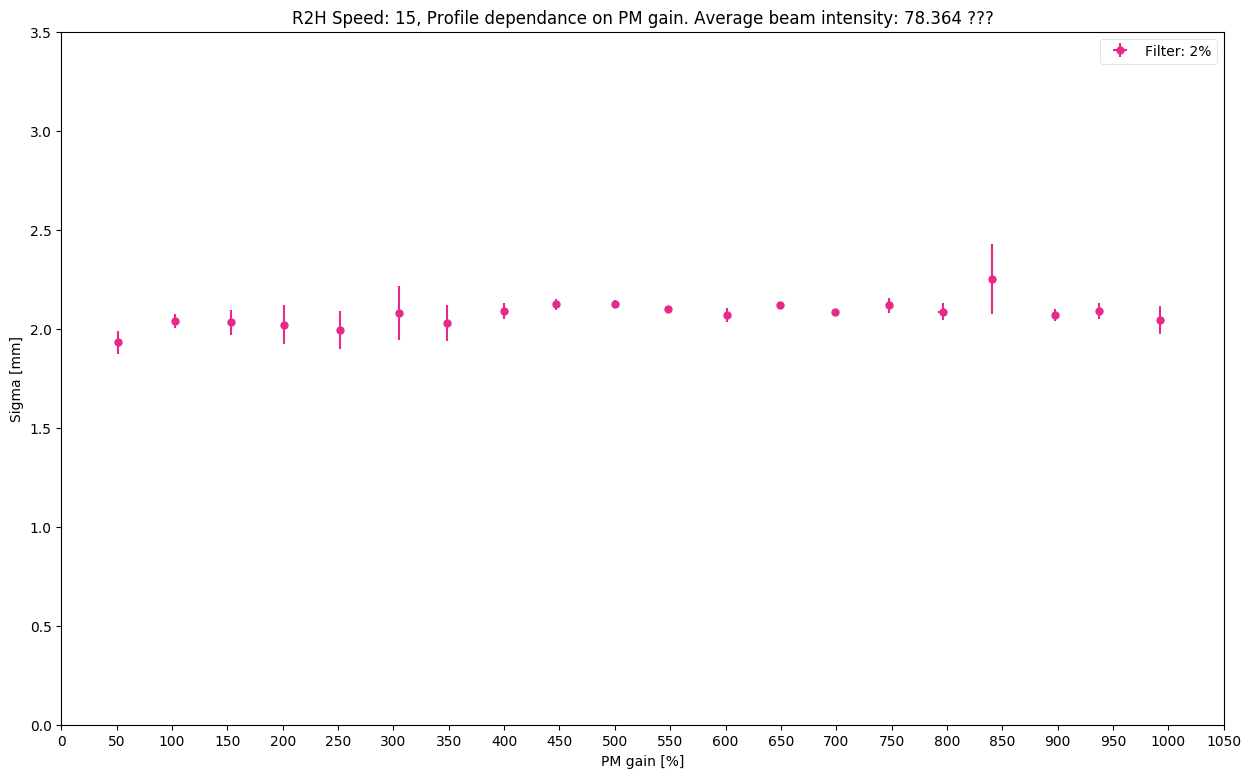 R2H Speed: 15, Profile dependance on PM gain. Average beam intensity: 78.364 ???
Filter: 2%
3.5
3.0
2.5
2.0
1.5
1.0
0.5
0.0
Sigma [mm]
0 50 100 150 200 250 300 350 400 450 500 550 600 650 700 750 800 850 900 950 1000 1050
PM gain [%]